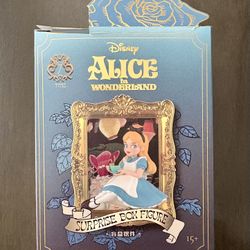 Disney
ALICE
in
WONDERLAND
SURPRISE BOX FIGURE
15+